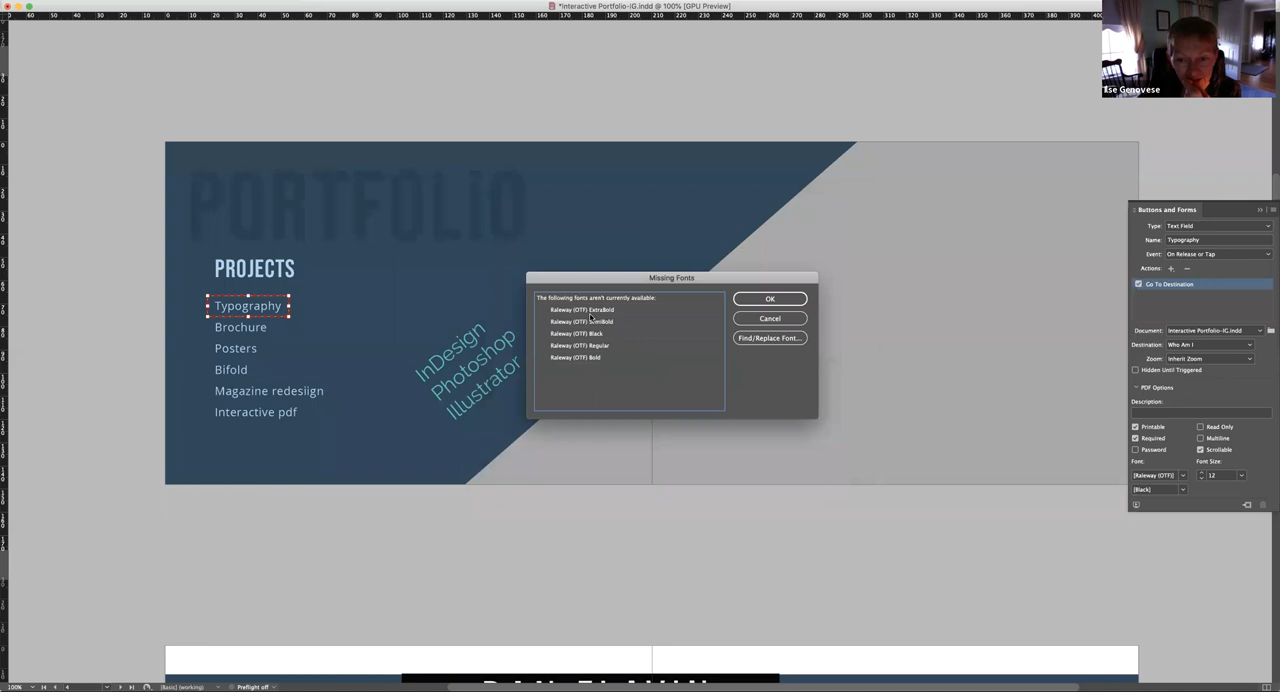 *Interactive Portfolio-IG.indd @ 100% [GPU Preview]
Ilse Genovese
PORTFOLiO
PROJECTS
Typography
Brochure
Posters
Bifold
Magazine redesiign
Interactive pdf
InDesign
Photoshop
Illustrator
Missing Fonts
The following fonts aren't currently available:
Raleway (OTF) ExtraBold
Raleway (OTF) SemiBold
Raleway (OTF) Black
Raleway (OTF) Regular
Raleway (OTF) Bold
OK
Cancel
Find/Replace Font...
Buttons and Forms
Type: Text Field
Name: Typography
Event: On Release or Tap
Actions:
Go To Destination
Document: Interactive Portfolio-IG.indd
Destination: Who Am I
Zoom: Inherit Zoom
Hidden Until Triggered
PDF Options
Description:
Printable Read Only
Required Multiline
Password Scrollable
Font: Font Size:
[Raleway (OTF)] 12
[Black]
100% 4 [Basic] (working) Preflight off